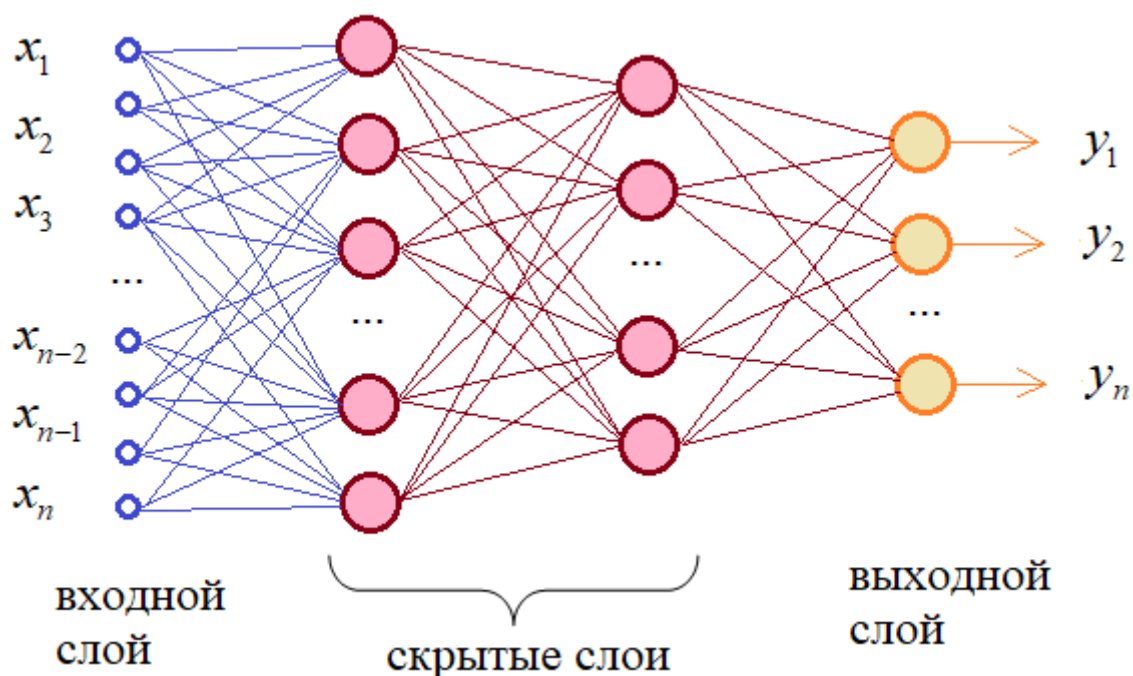 x₁
x₂
x₃
...
xₙ₋₂
xₙ₋₁
xₙ
...
...
y₁
y₂
...
yₙ
входной
слой
скрытые слои
выходной
слой